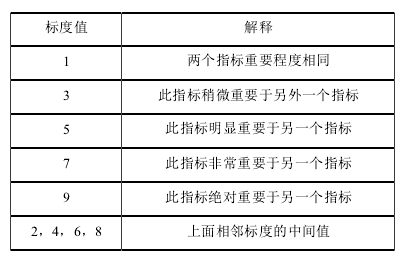 标度值 解释
1 两个指标重要程度相同
3 此指标稍微重要于另外一个指标
5 此指标明显重要于另一个指标
7 此指标非常重要于另一个指标
9 此指标绝对重要于另一个指标
2，4，6，8 上面相邻标度的中间值